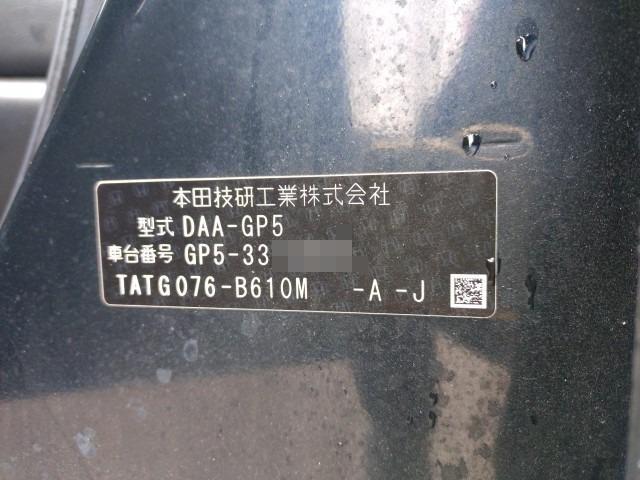 本田技研工業株式会社
型式 DAA-GP5
車台番号 GP5-33
TATG076-B610M -A -J